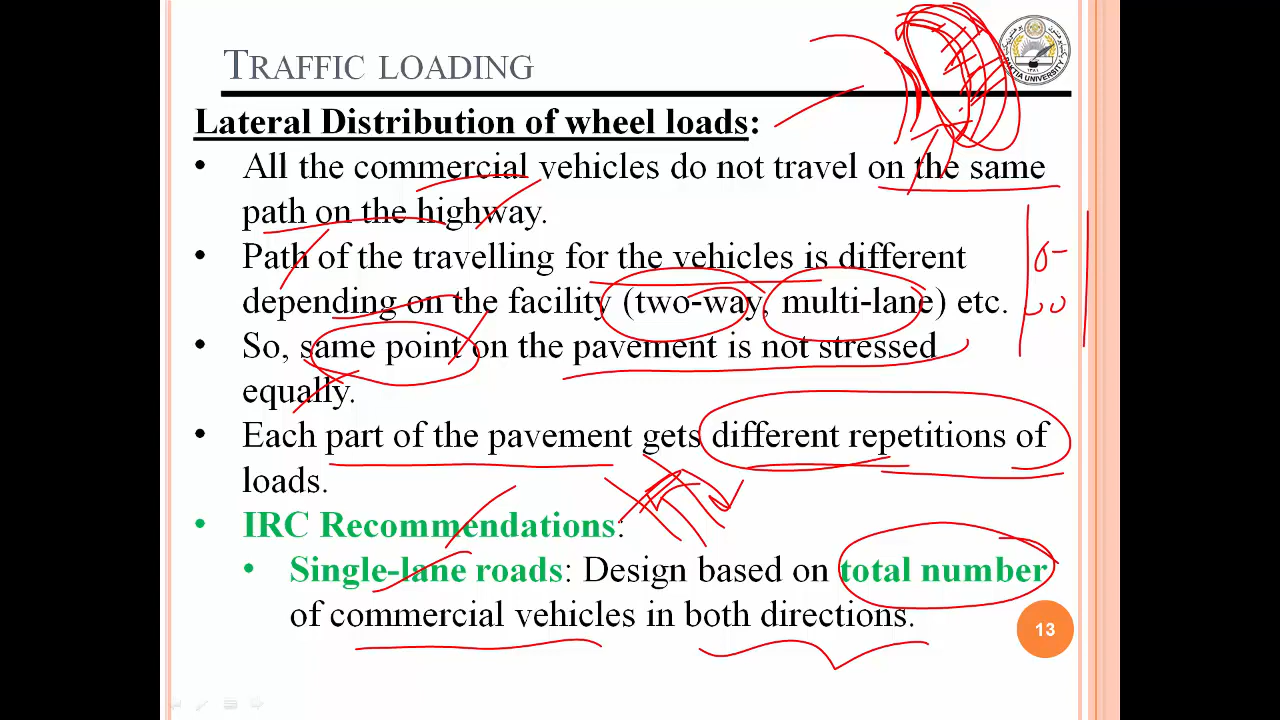 TRAFFIC LOADING
PAKTIA UNIVERSITY
Lateral Distribution of wheel loads:
• All the commercial vehicles do not travel on the same
path on the highway.
• Path of the travelling for the vehicles is different
depending on the facility (two-way, multi-lane) etc.
• So, same point on the pavement is not stressed
equally.
• Each part of the pavement gets different repetitions of
loads.
• IRC Recommendations:
• Single-lane roads: Design based on total number
of commercial vehicles in both directions.
13